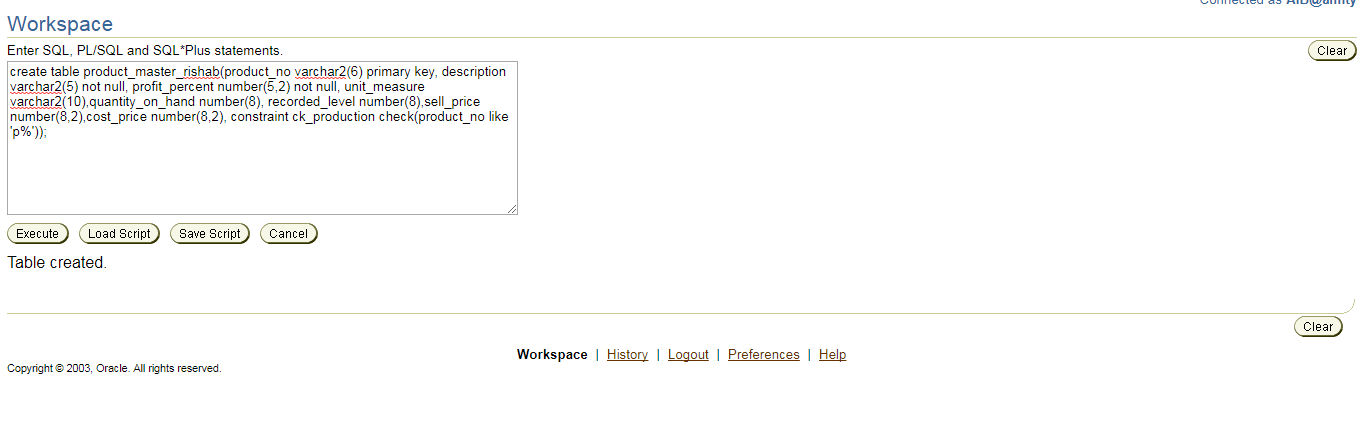 Connected as AIB@affity
Workspace
Enter SQL, PL/SQL and SQL*Plus statements.
Clear
create table product_master_rishab(product_no varchar2(6) primary key, description
varchar2(5) not null, profit_percent number(5,2) not null, unit_measure
varchar2(10),quantity_on_hand number(8), recorded_level number(8),sell_price
number(8,2),cost_price number(8,2), constraint ck_production check(product_no like
'p%'));
Execute Load Script Save Script Cancel
Table created.
Clear
Workspace | History | Logout | Preferences | Help
Copyright © 2003, Oracle. All rights reserved.